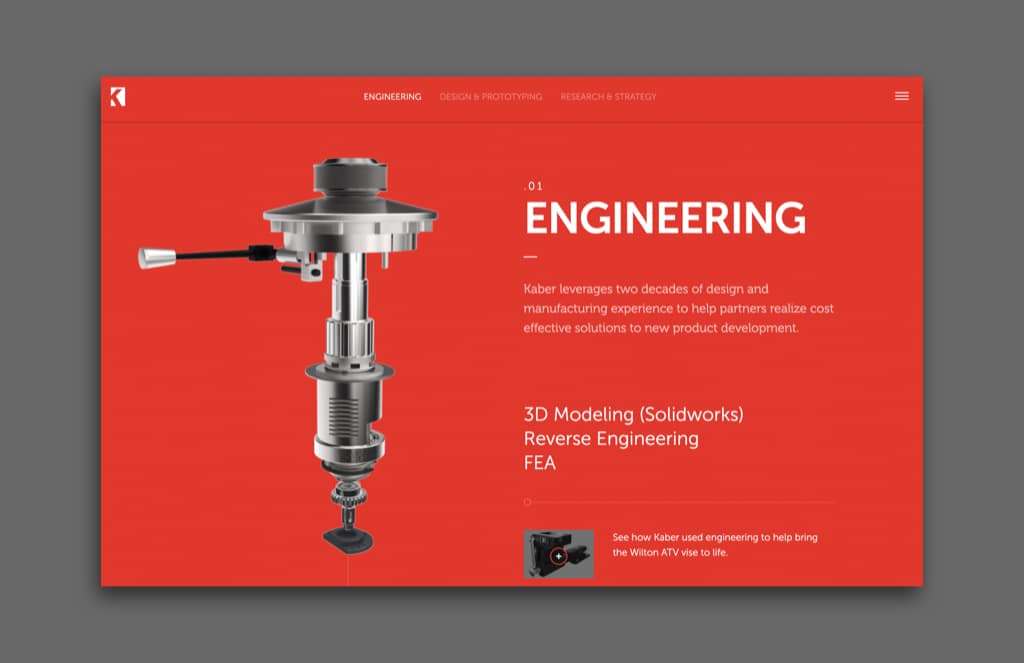 ENGINEERING
DESIGN & PROTOTYPING
RESEARCH & STRATEGY
.01
ENGINEERING
Kaber leverages two decades of design and
manufacturing experience to help partners realize cost
effective solutions to new product development.
3D Modeling (Solidworks)
Reverse Engineering
FEA
See how Kaber used engineering to help bring
the Wilton ATV vise to life.